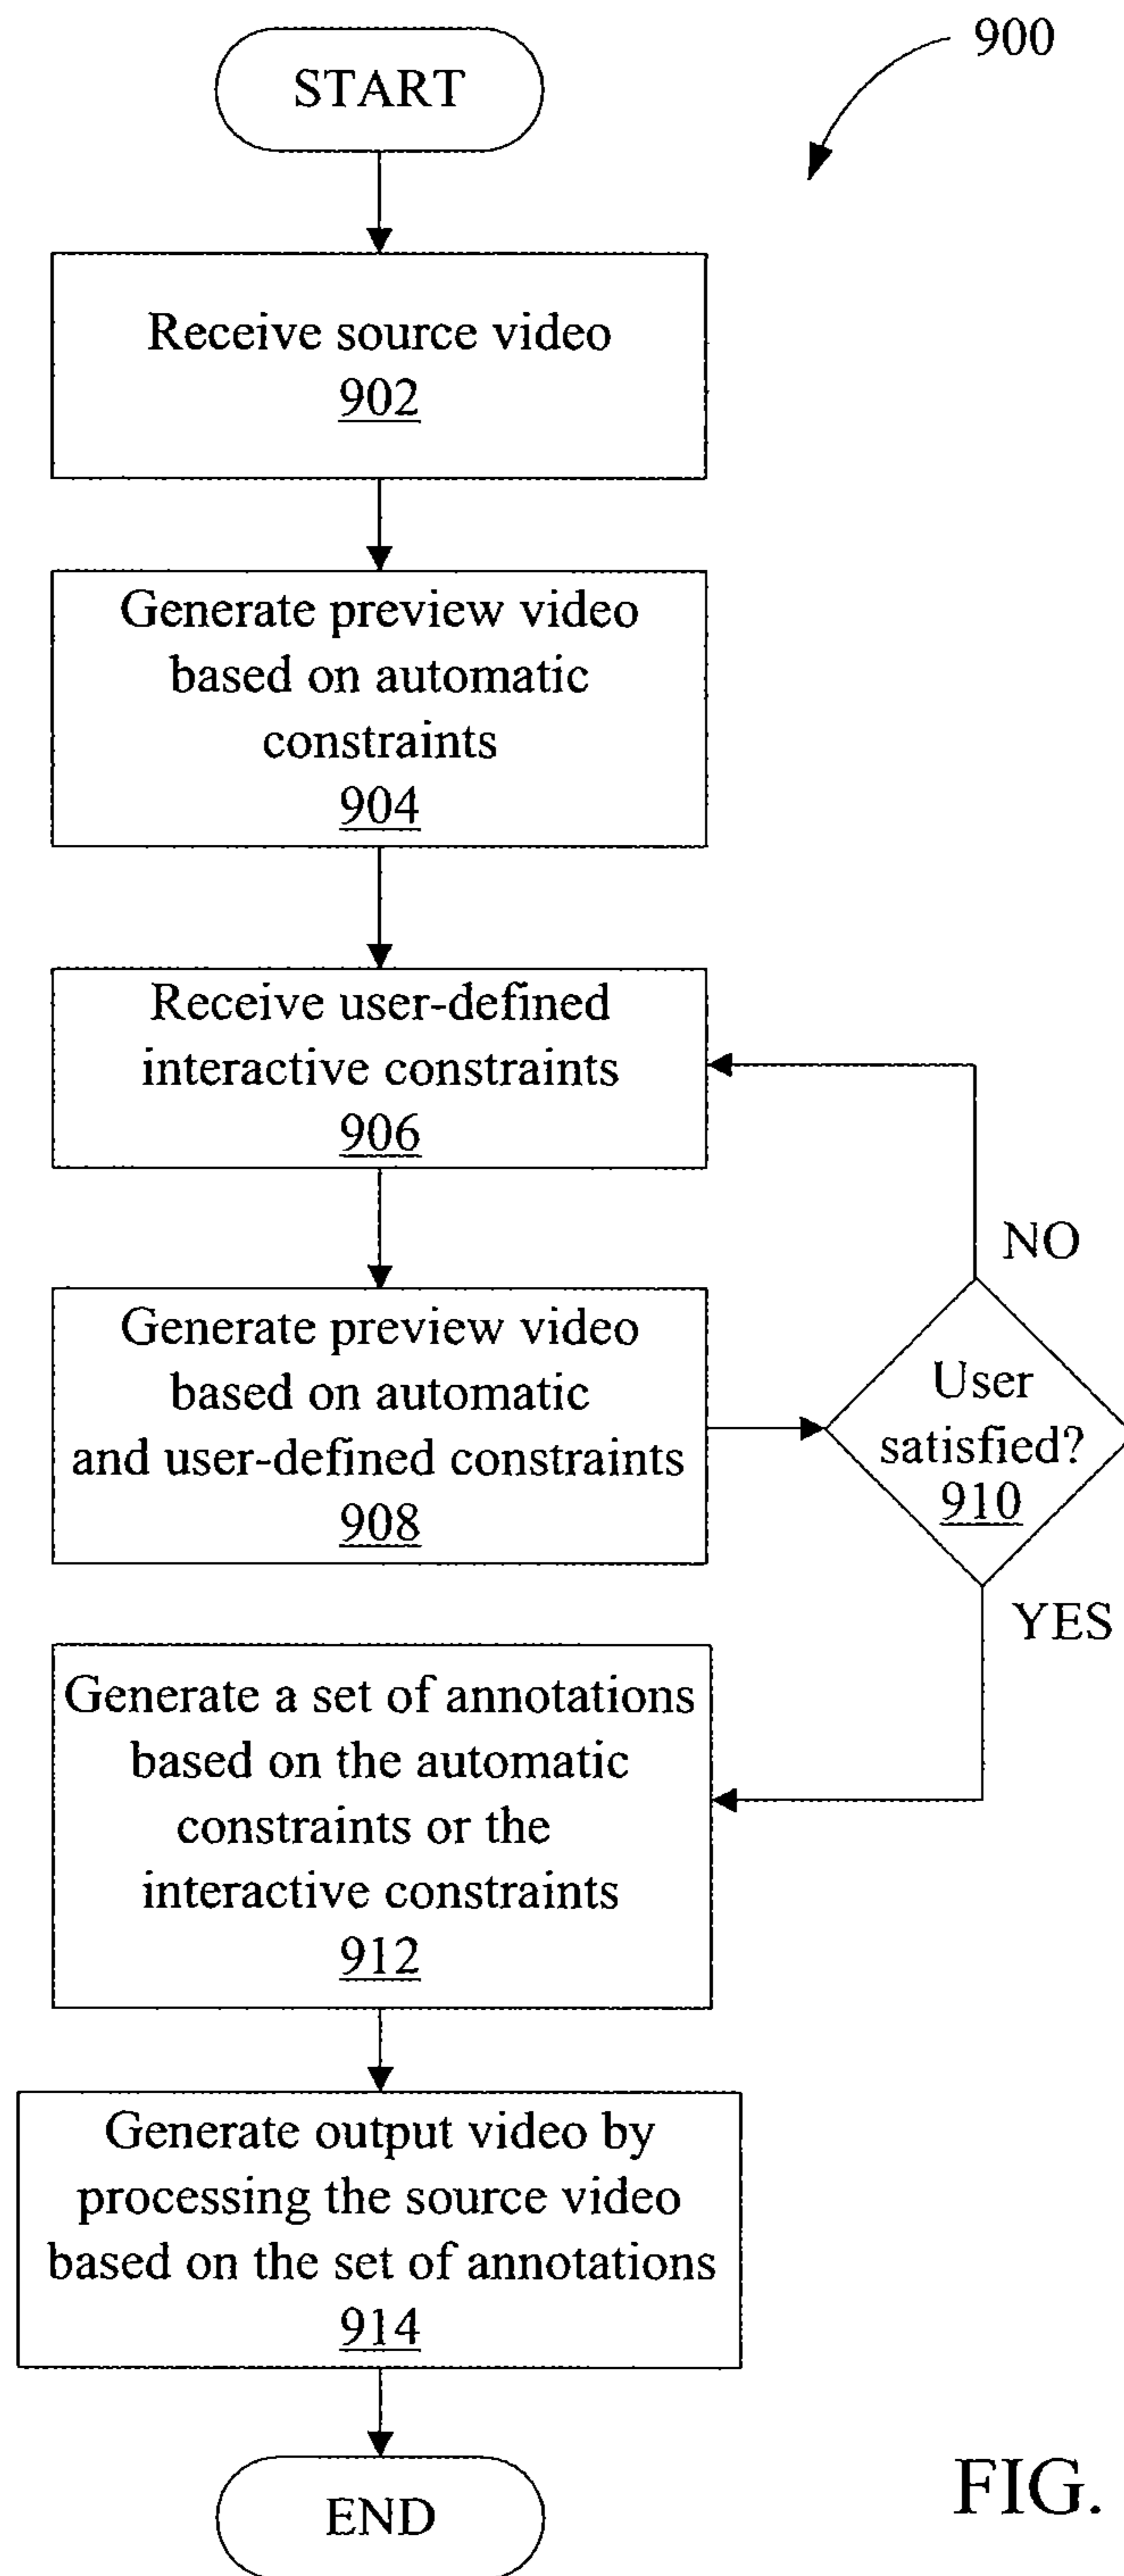 900
START
Receive source video
902
Generate preview video
based on automatic
constraints
904
Receive user-defined
interactive constraints
906
NO
Generate preview video
based on automatic
and user-defined constraints
908
User
satisfied?
910
YES
Generate a set of annotations
based on the automatic
constraints or the
interactive constraints
912
Generate output video by
processing the source video
based on the set of annotations
914
END
FIG.